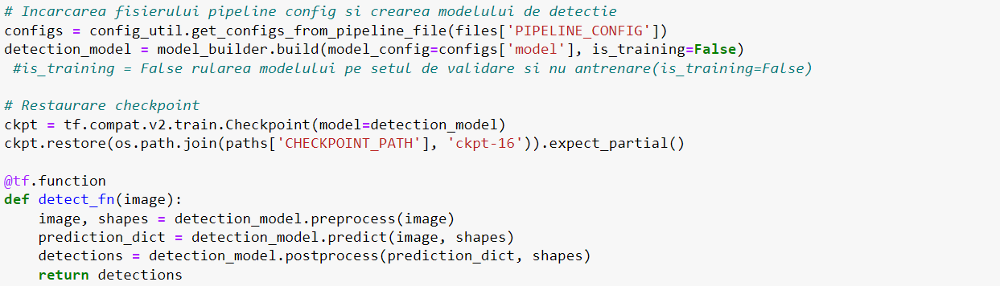 # Incarcarea fisierului pipeline config si crearea modelului de detectie
configs = config_util.get_configs_from_pipeline_file(files['PIPELINE_CONFIG'])
detection_model = model_builder.build(model_config=configs['model'], is_training=False)
 #is_training = False rularea modelului pe setul de validare si nu antrenare(is_training=False)

# Restaurare checkpoint
ckpt = tf.compat.v2.train.Checkpoint(model=detection_model)
ckpt.restore(os.path.join(paths['CHECKPOINT_PATH'], 'ckpt-16')).expect_partial()

@tf.function
def detect_fn(image):
    image, shapes = detection_model.preprocess(image)
    prediction_dict = detection_model.predict(image, shapes)
    detections = detection_model.postprocess(prediction_dict, shapes)
    return detections